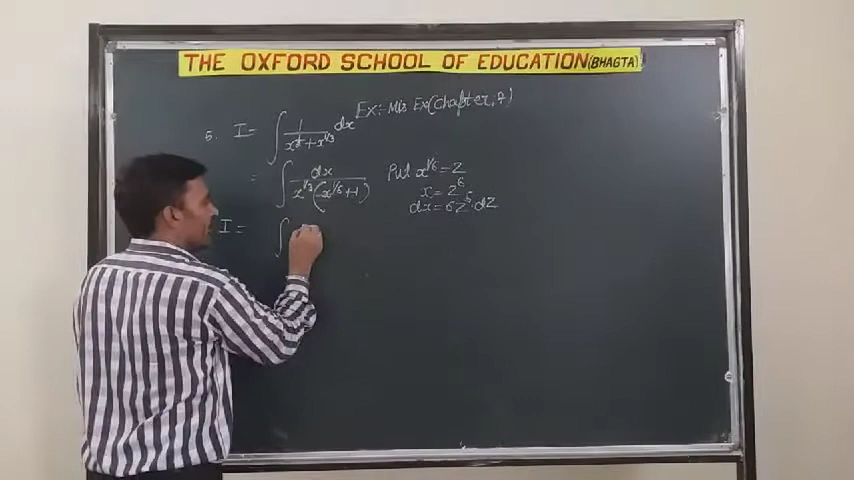 THE OXFORD SCHOOL OF EDUCATION (BHAGTA)
Ex:- Mis Ex (Chapter, 7)
5. I = ∫ 1/(x^½ + x^1/3) dx
= ∫ dx/(x^1/3 (x^1/6 + 1)) Put x^1/6 = Z
x = Z^6
dx = 6Z^5 dZ
I = ∫